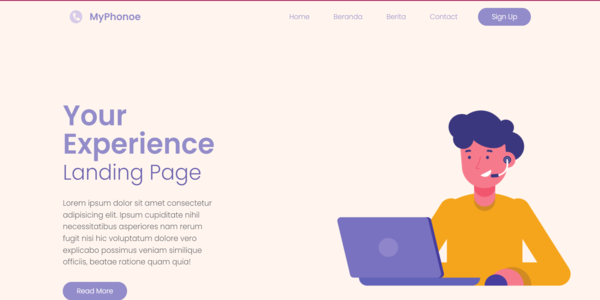 MyPhonoe
Home Beranda Berita Contact Sign Up
Your
Experience
Landing Page
Lorem ipsum dolor sit amet consectetur
adipisicing elit. Ipsum cupiditate nihil
necessitatibus asperiores nam rerum
fugit nisi hic voluptatum dolore vero
explicabo possimus veniam similique
officiis, beatae ratione quam quia!
Read More